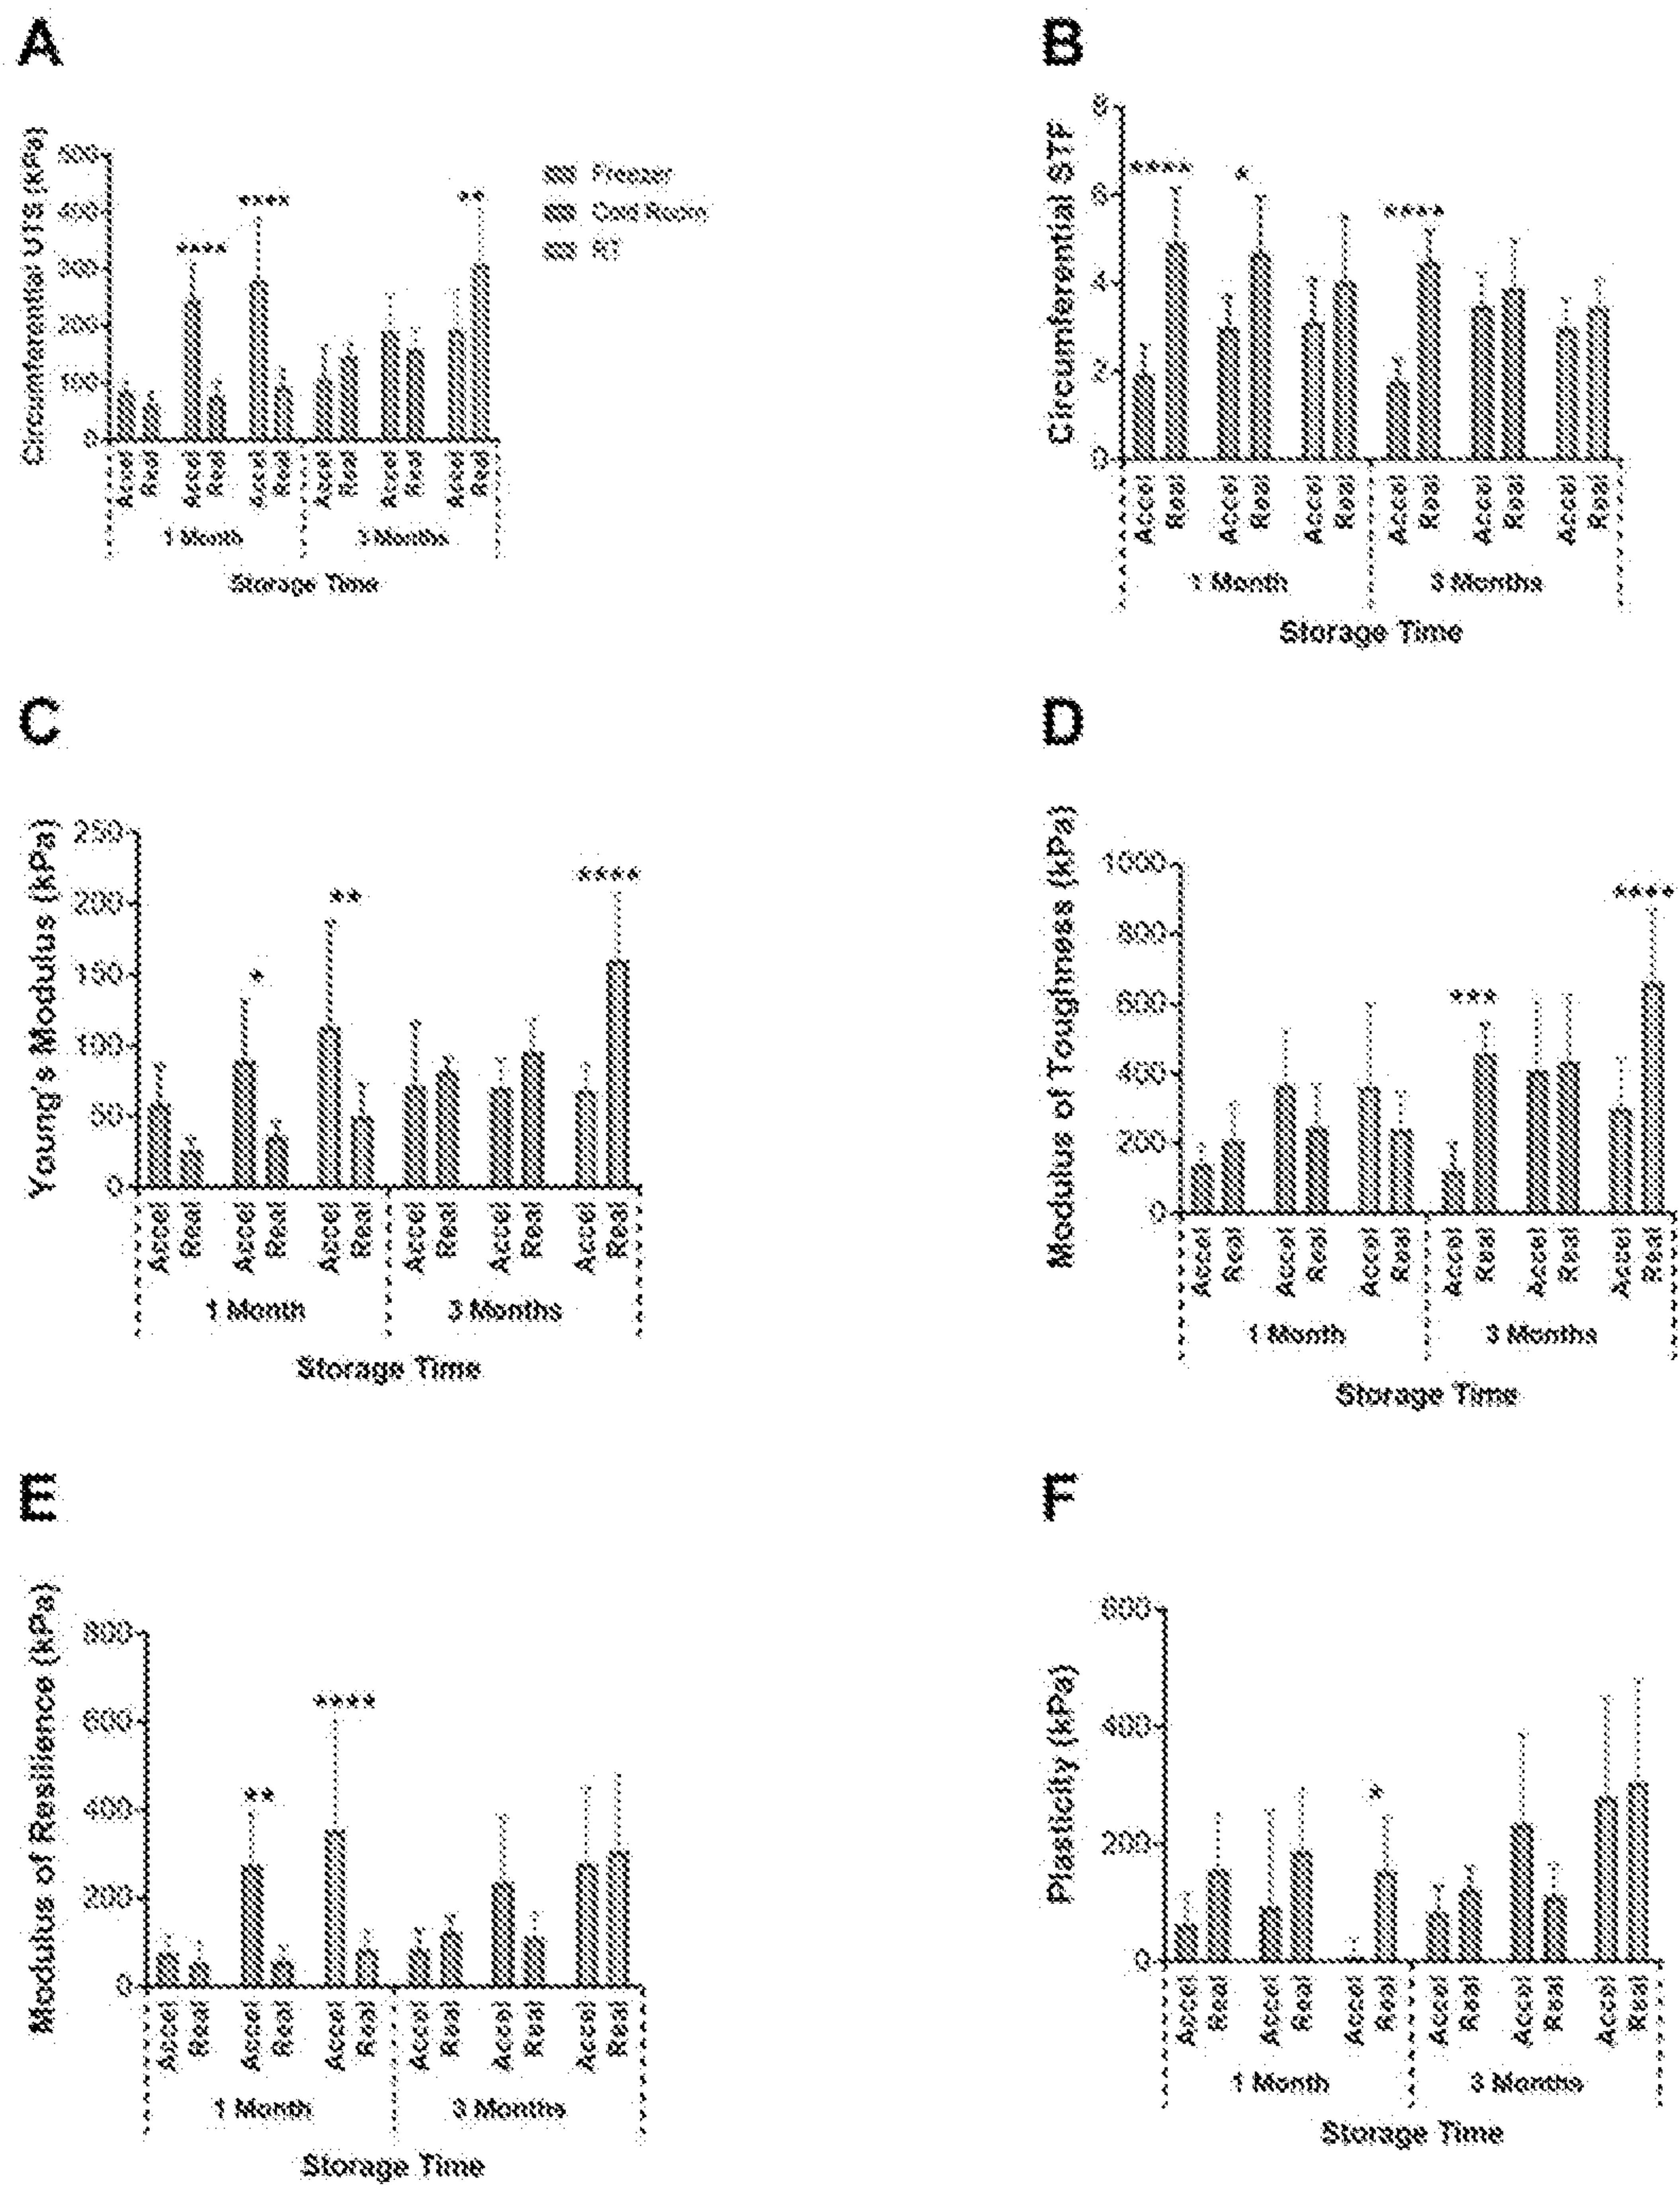 A
Circumferential UTS (kPa)
500
400
300
200
100
0
****
****
**
Freezer
Cold Room
RT
Accel Real Accel Real Accel Real Accel Real Accel Real Accel Real
1 Month 3 Months
Storage Time
B
Circumferential STF
8
6
4
2
0
****
*
****
Accel Real Accel Real Accel Real Accel Real Accel Real Accel Real
1 Month 3 Months
Storage Time
C
Young's Modulus (kPa)
250
200
150
100
50
0
*
**
****
Accel Real Accel Real Accel Real Accel Real Accel Real Accel Real
1 Month 3 Months
Storage Time
D
Modulus of Toughness (kPa)
1000
800
600
400
200
0
***
****
Accel Real Accel Real Accel Real Accel Real Accel Real Accel Real
1 Month 3 Months
Storage Time
E
Modulus of Resilience (kPa)
800
600
400
200
0
**
****
Accel Real Accel Real Accel Real Accel Real Accel Real Accel Real
1 Month 3 Months
Storage Time
F
Plasticity (kPa)
600
400
200
0
*
Accel Real Accel Real Accel Real Accel Real Accel Real Accel Real
1 Month 3 Months
Storage Time